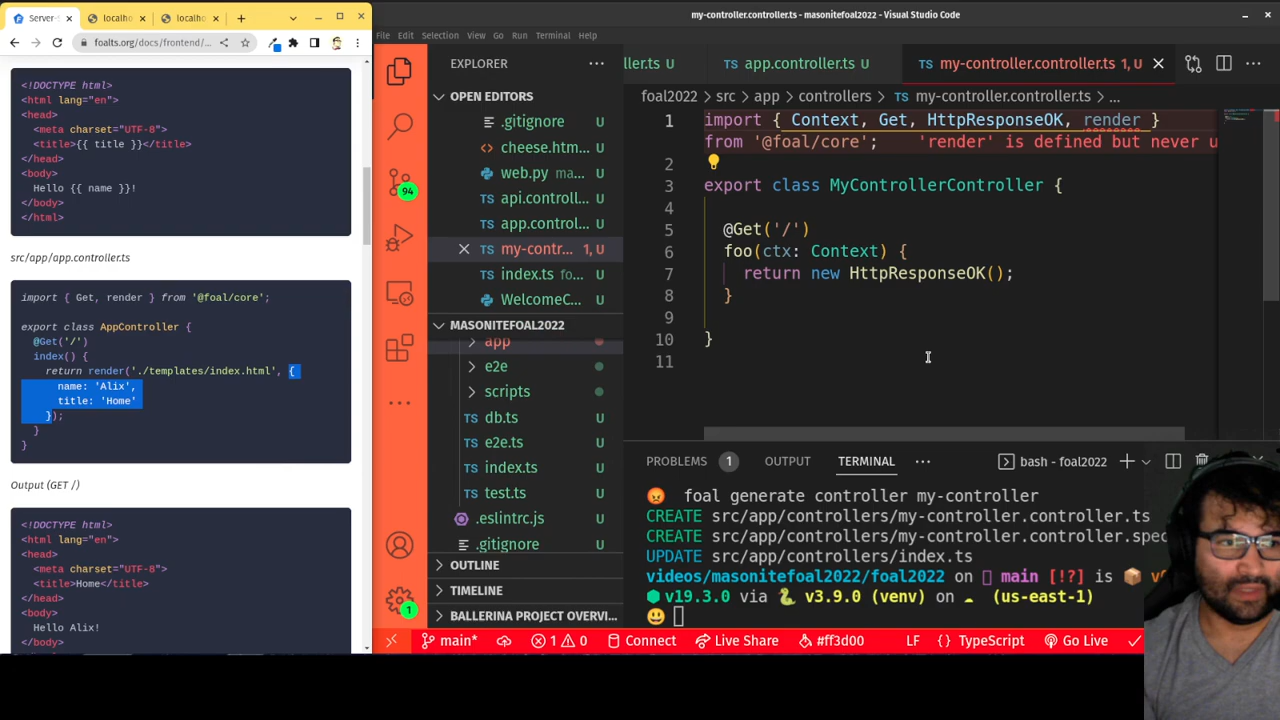 Server-S
localho
localho
foalts.org/docs/frontend/...
<!DOCTYPE html>
<html lang="en">
<head>
<meta charset="UTF-8">
<title>{{ title }}</title>
</head>
<body>
Hello {{ name }}!
</body>
</html>
src/app/app.controller.ts
import { Get, render } from '@foal/core';
export class AppController {
@Get('/')
index() {
return render('./templates/index.html', {
name: 'Alix',
title: 'Home'
});
}
}
Output (GET /)
<!DOCTYPE html>
<html lang="en">
<head>
<meta charset="UTF-8">
<title>Home</title>
</head>
<body>
Hello Alix!
</body>
my-controller.controller.ts - masonitefoal2022 - Visual Studio Code
File Edit Selection View Go Run Terminal Help
EXPLORER
OPEN EDITORS
.gitignore
cheese.htm...
web.py ma...
api.controll...
app.control...
my-contr... 1, U
index.ts fo...
WelcomeC...
MASONITEFOAL2022
app
e2e
scripts
db.ts U
e2e.ts U
index.ts U
test.ts U
.eslintrc.js U
.gitignore U
OUTLINE
TIMELINE
BALLERINA PROJECT OVERVI...
94
1
ller.ts U
app.controller.ts U
my-controller.controller.ts 1, U
foal2022 > src > app > controllers > my-controller.controller.ts > ...
1 import { Context, Get, HttpResponseOK, render }
from '@foal/core'; 'render' is defined but never u
2
3 export class MyControllerController {
4
5 @Get('/')
6 foo(ctx: Context) {
7 return new HttpResponseOK();
8 }
9
10 }
11
PROBLEMS 1 OUTPUT TERMINAL ... bash - foal2022
foal generate controller my-controller
CREATE src/app/controllers/my-controller.controller.ts
CREATE src/app/controllers/my-controller.controller.spec
UPDATE src/app/controllers/index.ts
videos/masonitefoal2022/foal2022 on main [!?] is
v19.3.0 via v3.9.0 (venv) on (us-east-1)
main* 1 0 Connect Live Share #ff3d00 LF TypeScript Go Live